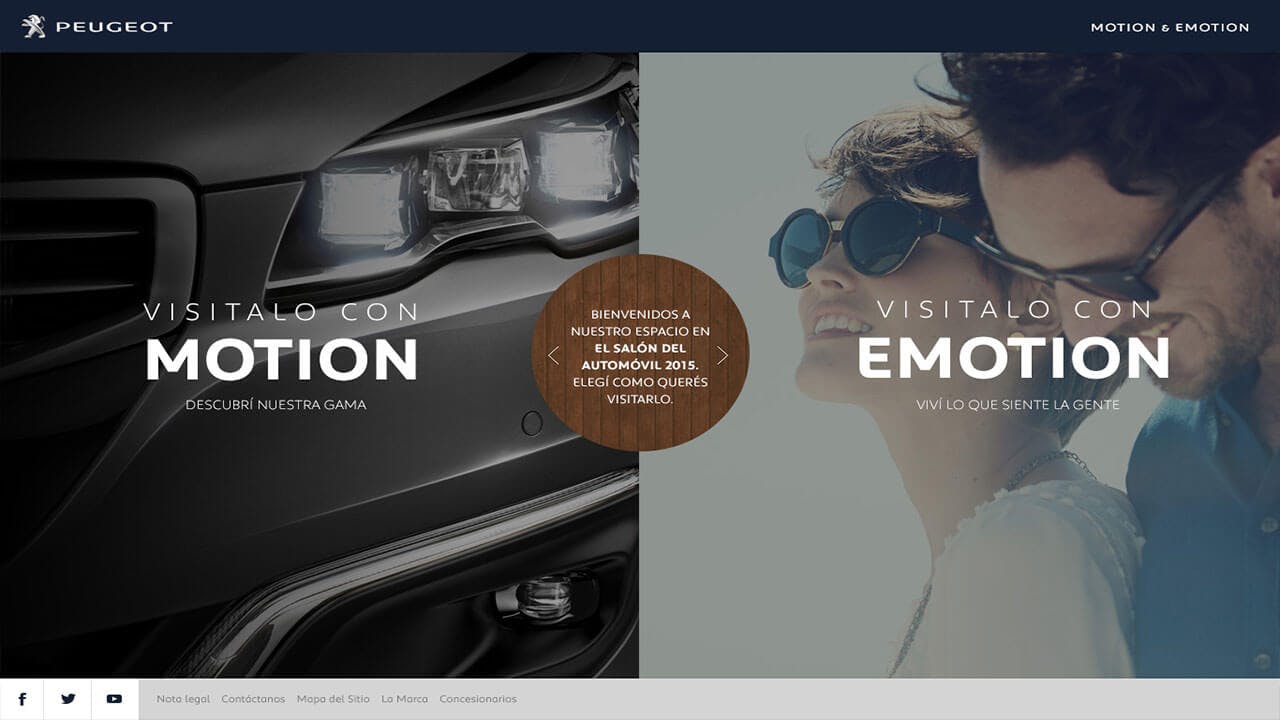 PEUGEOT
MOTION & EMOTION
VISITALO CON
MOTION
DESCUBRÍ NUESTRA GAMA
BIENVENIDOS A
NUESTRO ESPACIO EN
EL SALÓN DEL
AUTOMÓVIL 2015.
ELEGÍ COMO QUERÉS
VISITARLO.
VISITALO CON
EMOTION
VIVÍ LO QUE SIENTE LA GENTE
Nota legal Contáctanos Mapa del Sitio La Marca Concesionarios